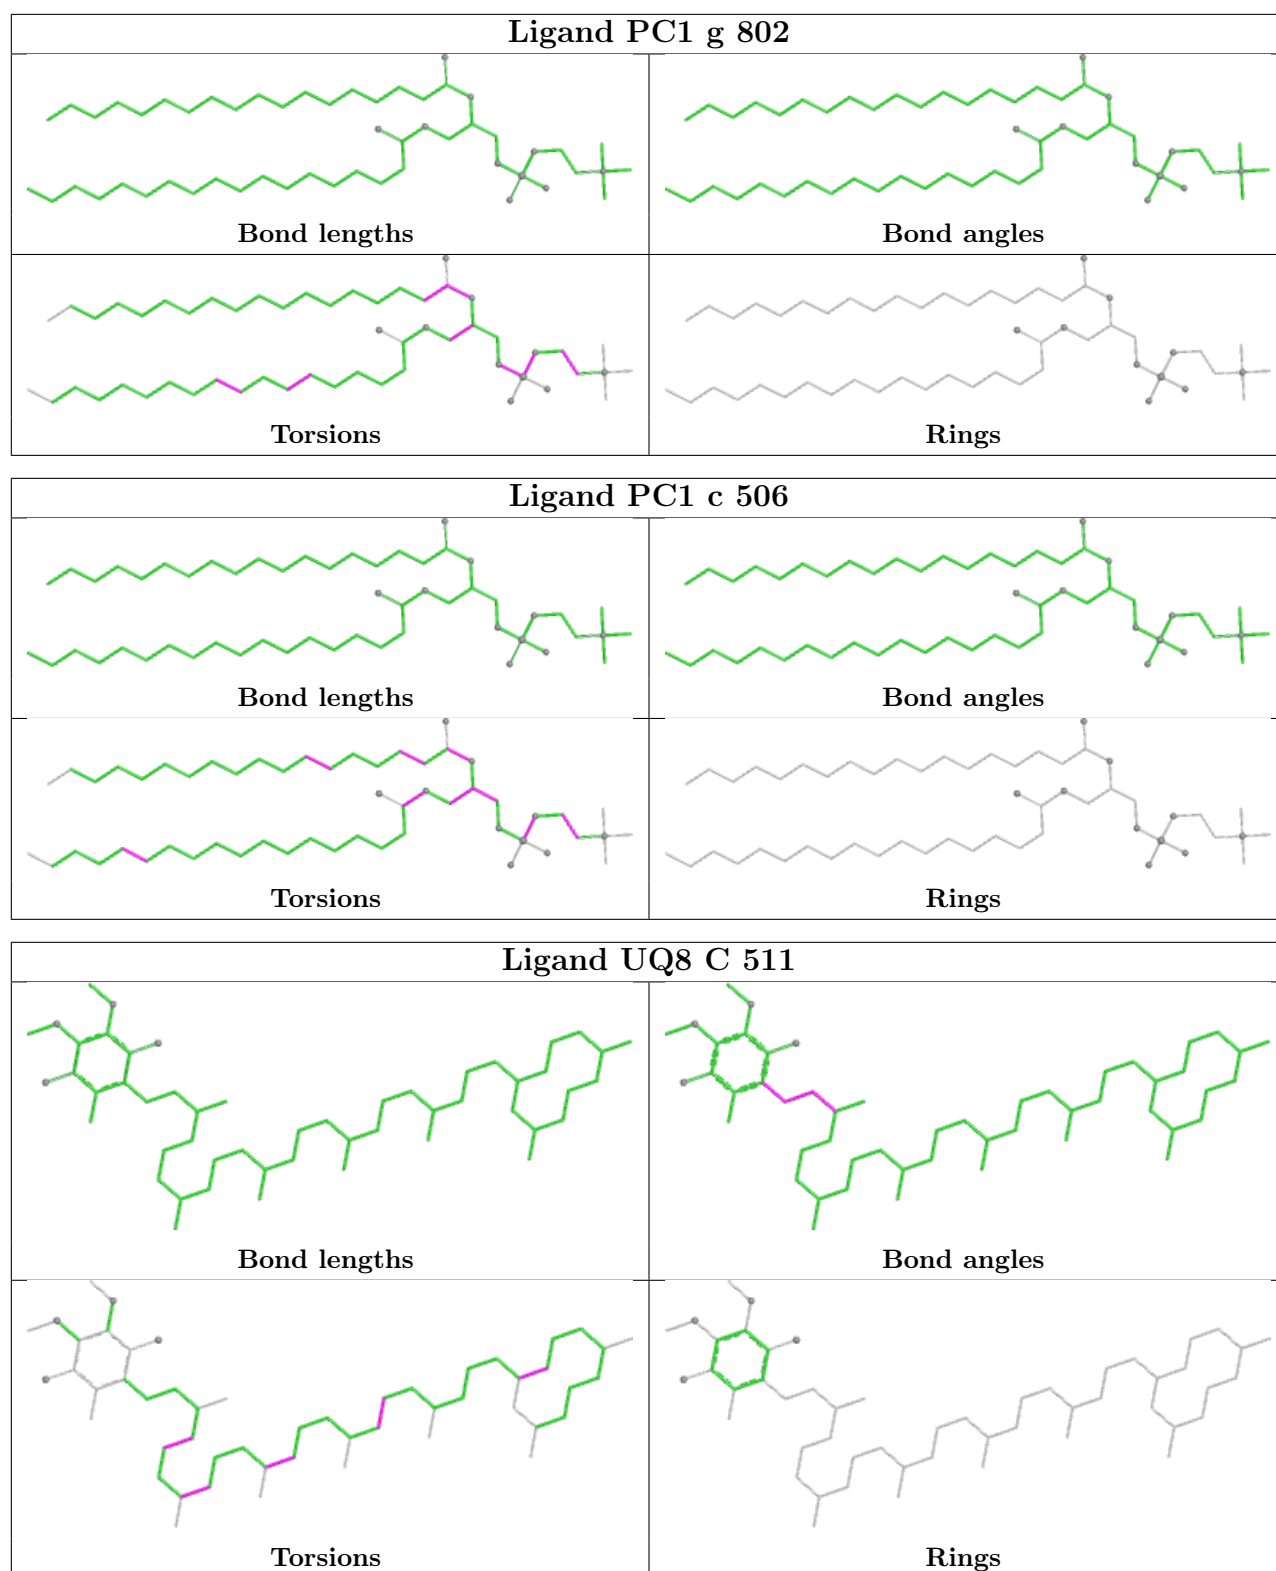 Ligand PC1 g 802
Bond lengths
Bond angles
Torsions
Rings
Ligand PC1 c 506
Bond lengths
Bond angles
Torsions
Rings
Ligand UQ8 C 511
Bond lengths
Bond angles
Torsions
Rings